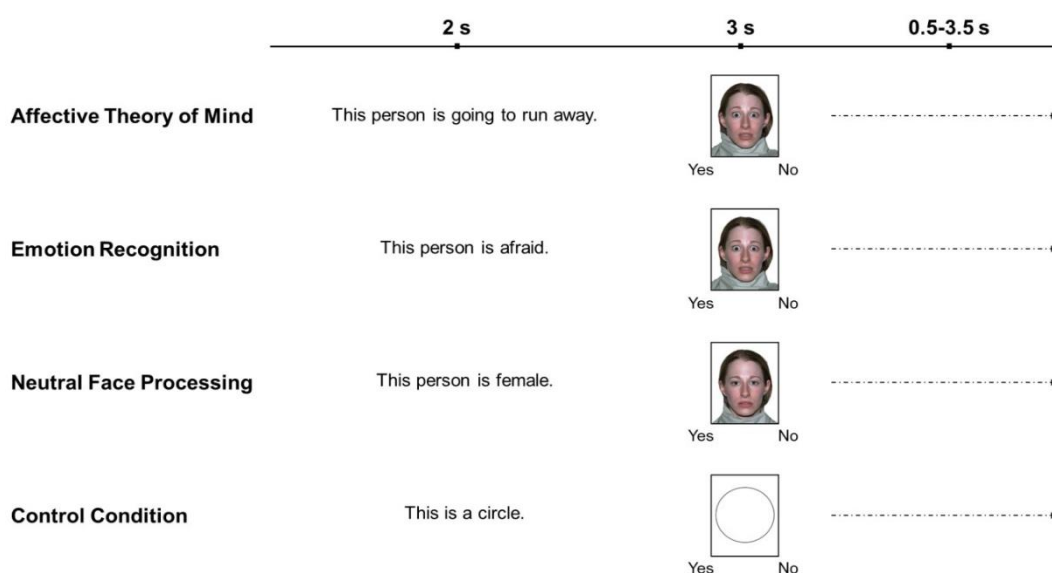 2 s 3 s 0.5-3.5 s
Affective Theory of Mind This person is going to run away.
Yes No
Emotion Recognition This person is afraid.
Yes No
Neutral Face Processing This person is female.
Yes No
Control Condition This is a circle.
Yes No